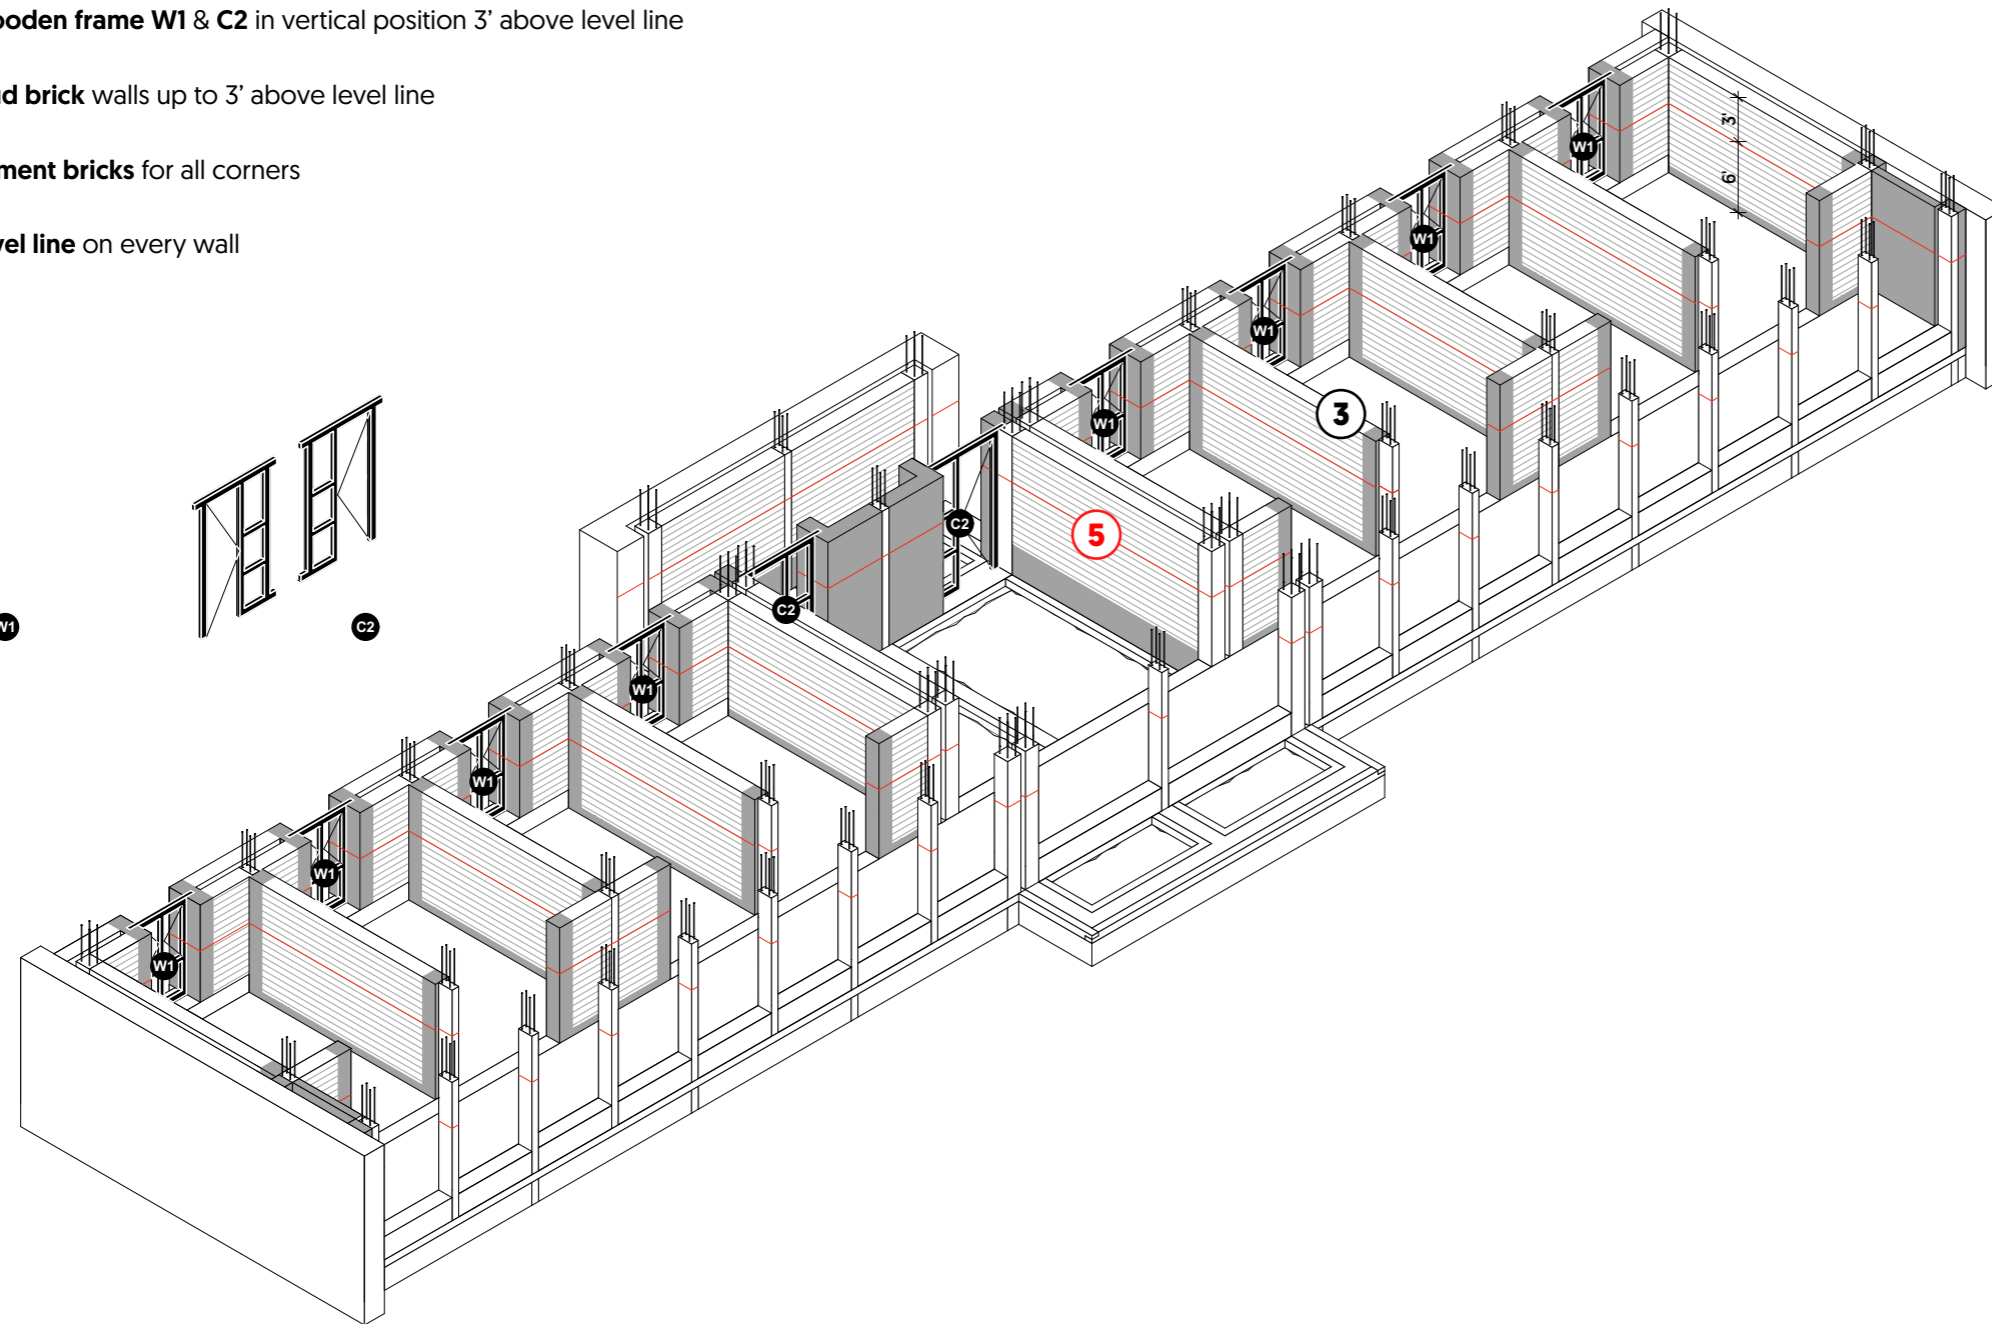 ooden frame W1 & C2 in vertical position 3’ above level line
d brick walls up to 3’ above level line
ment bricks for all corners
vel line on every wall
W1
3'
6'
W1
W1
W1
3
W1
5
C2
C2
W1
C2
W1
W1
W1
W1